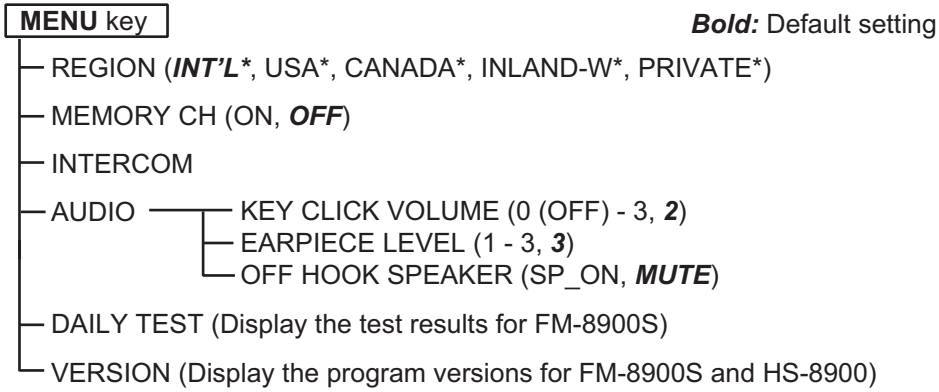 MENU key
Bold: Default setting
REGION (INT’L*, USA*, CANADA*, INLAND-W*, PRIVATE*)
MEMORY CH (ON, OFF)
INTERCOM
AUDIO
KEY CLICK VOLUME (0 (OFF) - 3, 2)
EARPIECE LEVEL (1 - 3, 3)
OFF HOOK SPEAKER (SP_ON, MUTE)
DAILY TEST (Display the test results for FM-8900S)
VERSION (Display the program versions for FM-8900S and HS-8900)